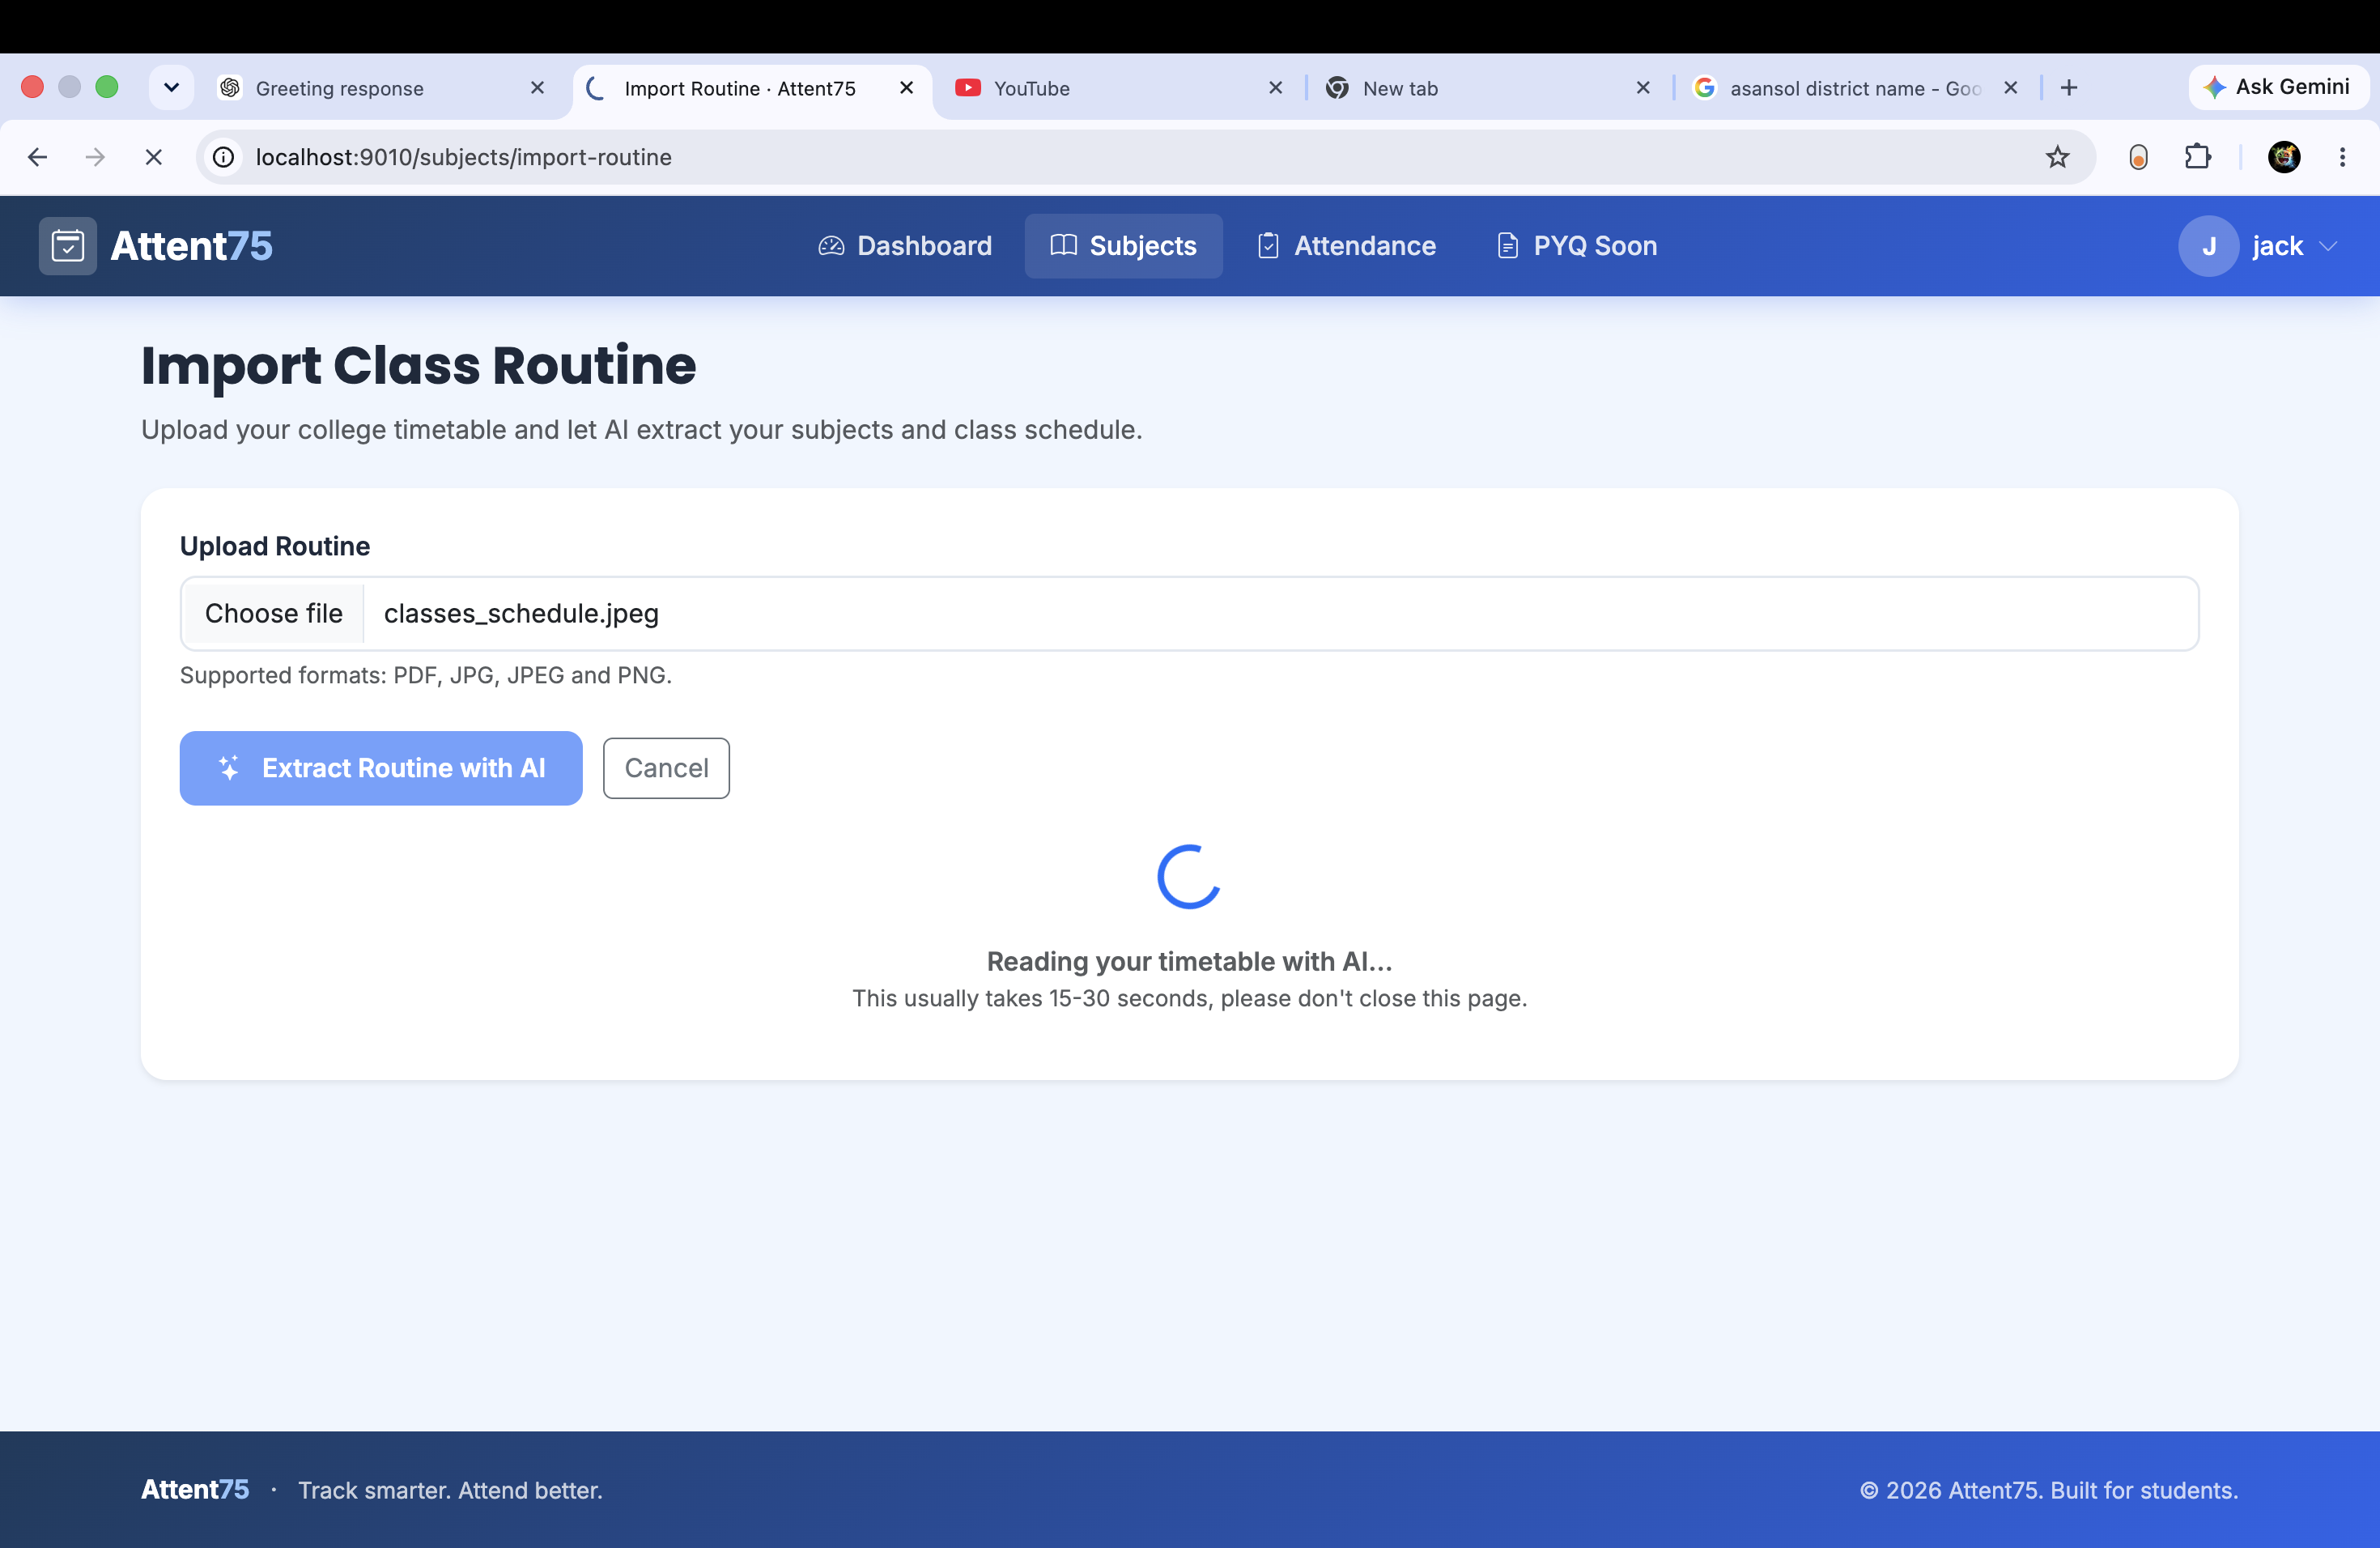 Greeting response
Import Routine · Attent75
YouTube
New tab
asansol district name - Goo
Ask Gemini
localhost:9010/subjects/import-routine
Attent75
Dashboard
Subjects
Attendance
PYQ Soon
J
jack
Import Class Routine
Upload your college timetable and let AI extract your subjects and class schedule.
Upload Routine
Choose file
classes_schedule.jpeg
Supported formats: PDF, JPG, JPEG and PNG.
Extract Routine with AI
Cancel
Reading your timetable with AI...
This usually takes 15-30 seconds, please don't close this page.
Attent75 · Track smarter. Attend better.
© 2026 Attent75. Built for students.